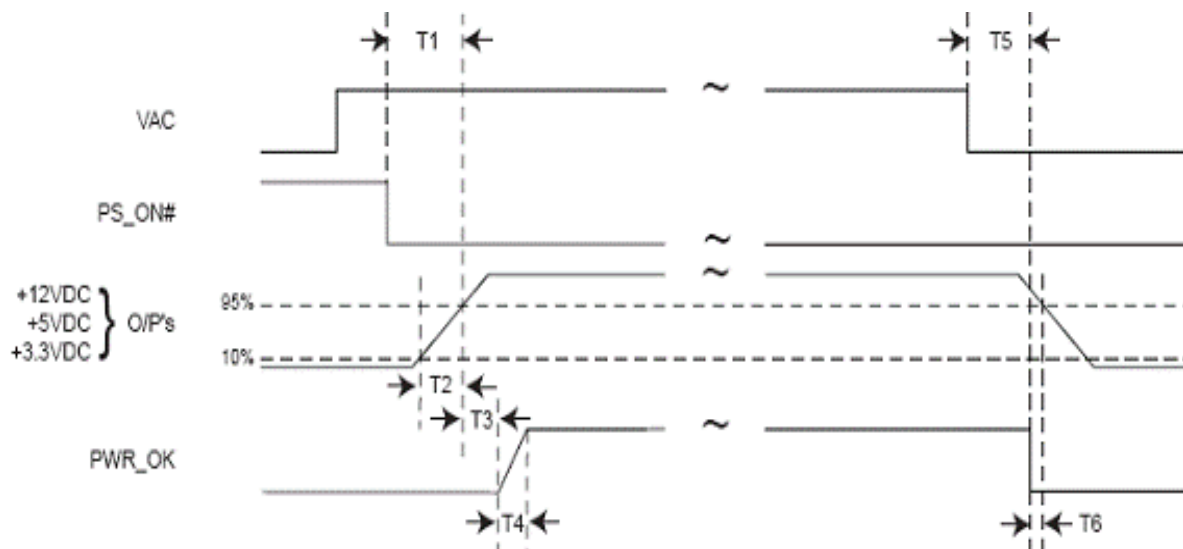 T1
T5
~
VAC
PS_ON#
~
~
+12VDC
+5VDC } O/P's
+3.3VDC
95%
10%
T2
T3
~
PWR_OK
T4
T6